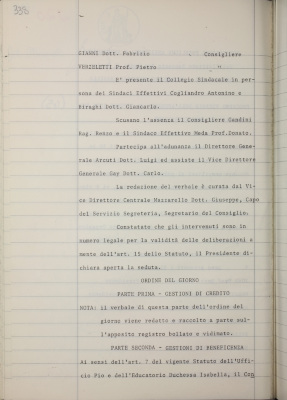 338
GIANNI Dott. Fabrizio - Consigliere
VERZELETTI Prof. Pietro "
E' presente il Collegio Sindacale in per-
sona dei Sindaci Effettivi Cogliandro Antonino e
Biraghi Dott. Giancarlo.
Scusano l'assenza il Consigliere Gandini
Rag. Renzo e il Sindaco Effettivo Meda Prof. Donato.
Partecipa all'adunanza il Direttore Gene-
rale Arcuti Dott. Luigi ed assiste il Vice Direttore
Generale Gay Dott. Carlo.
La redazione del verbale è curata dal Vi-
ce Direttore Centrale Mazzarello Dott. Giuseppe, Capo
del Servizio Segreteria, Segretario del Consiglio.
Constatato che gli intervenuti sono in
numero legale per la validità delle deliberazioni a
mente dell'art. 15 dello Statuto, il Presidente di-
chiara aperta la seduta.
ORDINE DEL GIORNO
PARTE PRIMA - GESTIONI DI CREDITO
NOTA: il verbale di questa parte dell'ordine del
giorno viene redatto e raccolto a parte sul-
l'apposito registro bollato e vidimato.
PARTE SECONDA - GESTIONI DI BENEFICENZA
Ai sensi dell'art. 7 del vigente Statuto dell'Uffi-
cio Pio e dell'Educatorio Duchessa Isabella, il Con